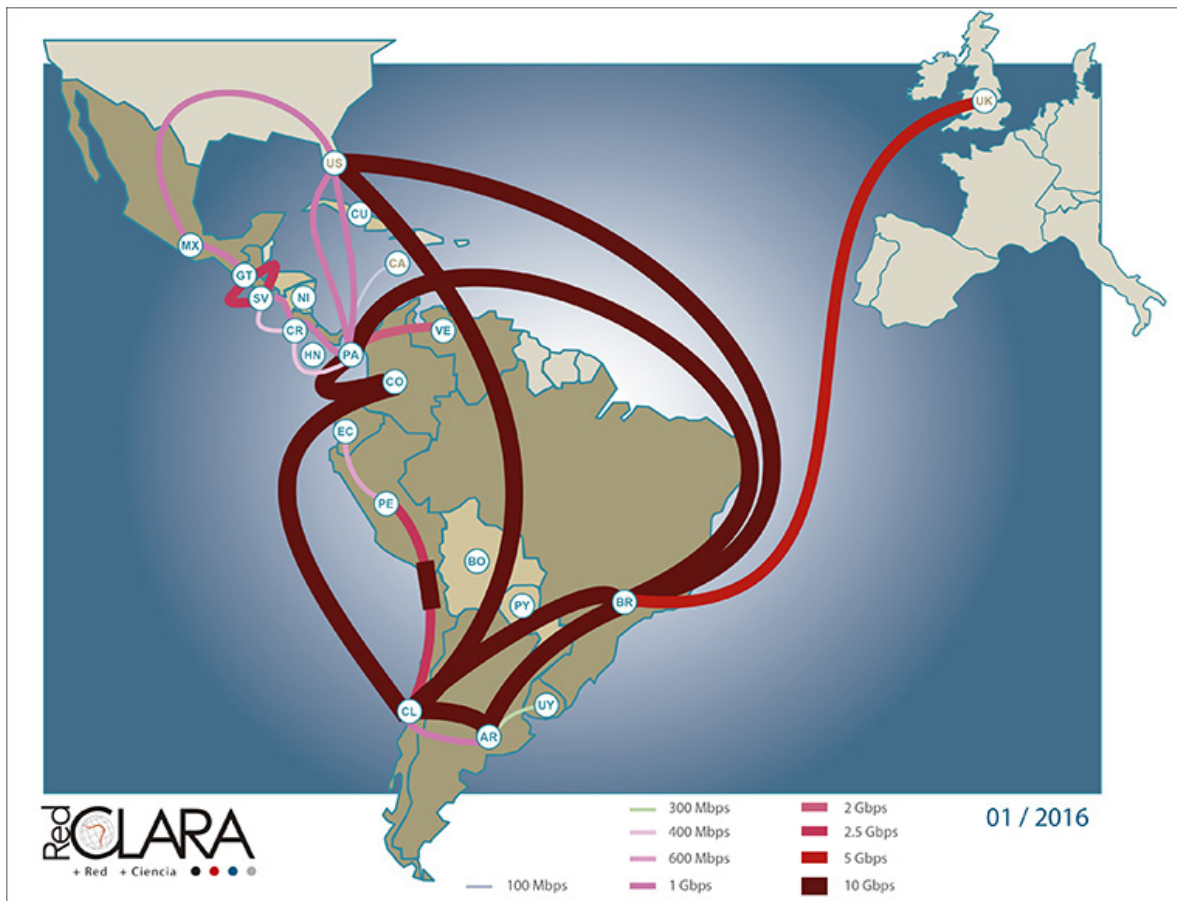 UK
US
CU
MX
CA
GT
SV
NI
CR
VE
HN
PA
CO
EC
PE
BO
PY
BR
CL
UY
AR
300 Mbps
2 Gbps
400 Mbps
2.5 Gbps
01 / 2016
600 Mbps
5 Gbps
100 Mbps
1 Gbps
10 Gbps
Red CLARA
+ Red + Ciencia